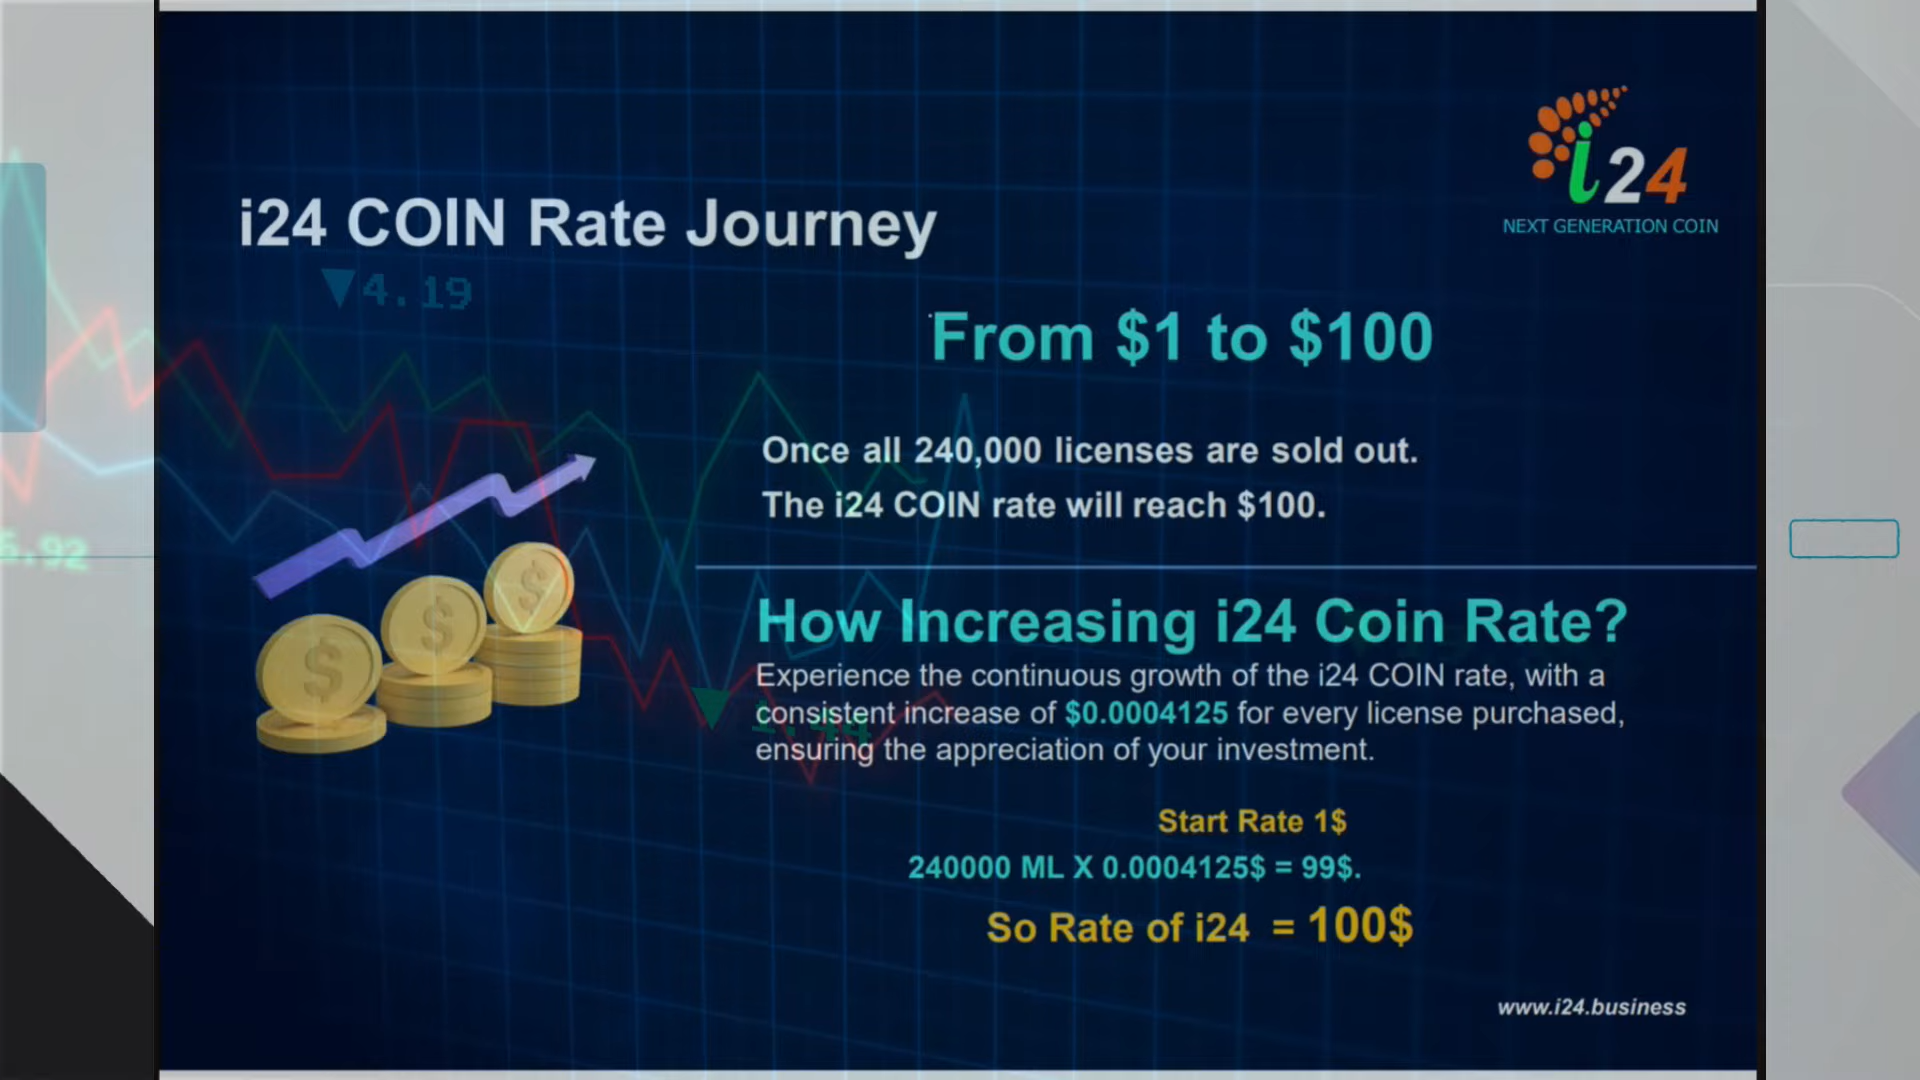 i24
NEXT GENERATION COIN
i24 COIN Rate Journey
▼4.19
From $1 to $100
Once all 240,000 licenses are sold out.
The i24 COIN rate will reach $100.
5.92
How Increasing i24 Coin Rate?
Experience the continuous growth of the i24 COIN rate, with a
consistent increase of $0.0004125 for every license purchased,
ensuring the appreciation of your investment.
Start Rate 1$
240000 ML X 0.0004125$ = 99$.
So Rate of i24 = 100$
www.i24.business